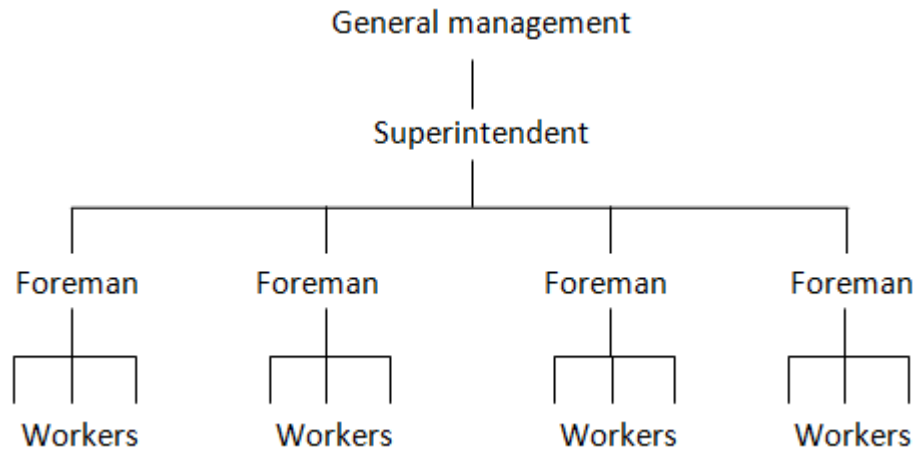 General management
Superintendent
Foreman Foreman Foreman Foreman
Workers Workers Workers Workers